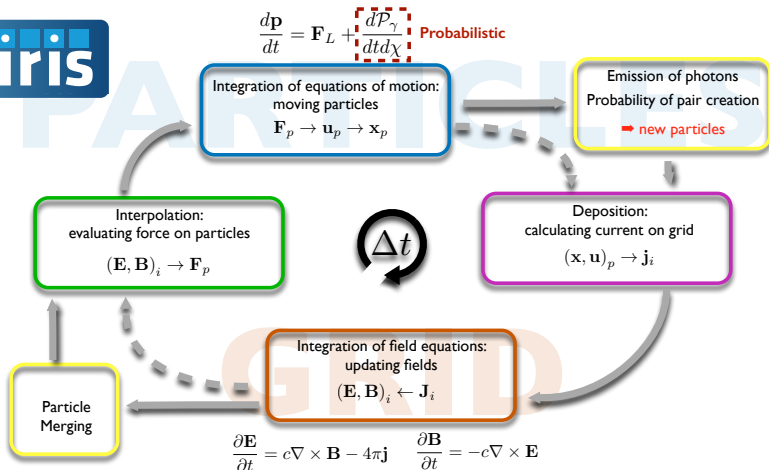 d𝐩/dt = 𝐅_L + d𝒫_γ/dtdχ Probabilistic
iris
PARTICLES
Integration of equations of motion:
moving particles
𝐅_p → 𝐮_p → 𝐱_p
Emission of photons
Probability of pair creation
➡ new particles
Interpolation:
evaluating force on particles
(𝐄, 𝐁)_i → 𝐅_p
Δt
Deposition:
calculating current on grid
(𝐱, 𝐮)_p → 𝐣_i
GRID
Integration of field equations:
updating fields
(𝐄, 𝐁)_i ← 𝐉_i
Particle
Merging
∂𝐄/∂t = c∇ × 𝐁 − 4π𝐣 ∂𝐁/∂t = −c∇ × 𝐄